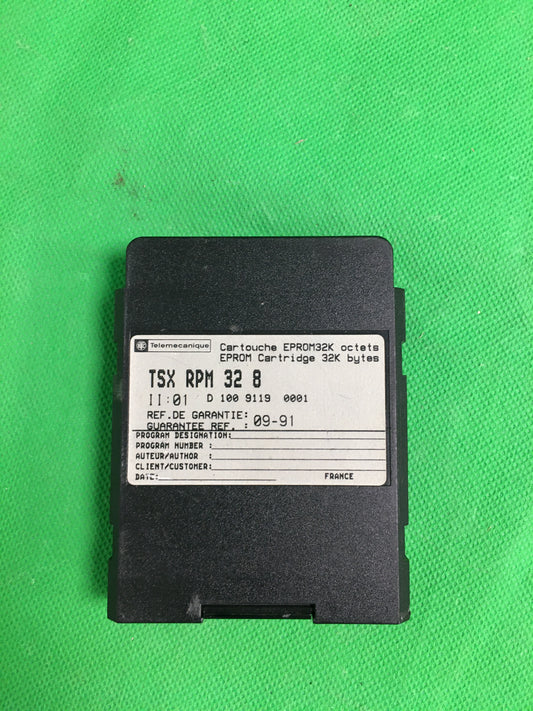 Telemecanique
Cartouche EPROM32K octets
EPROM Cartridge 32K bytes
TSX RPM 32 8
II:01 D 100 9119 0001
REF.DE GARANTIE:
GUARANTEE REF. : 09-91
PROGRAM DESIGNATION:
PROGRAM NUMBER :
AUTEUR/AUTHOR :
CLIENT/CUSTOMER:
DATE: FRANCE